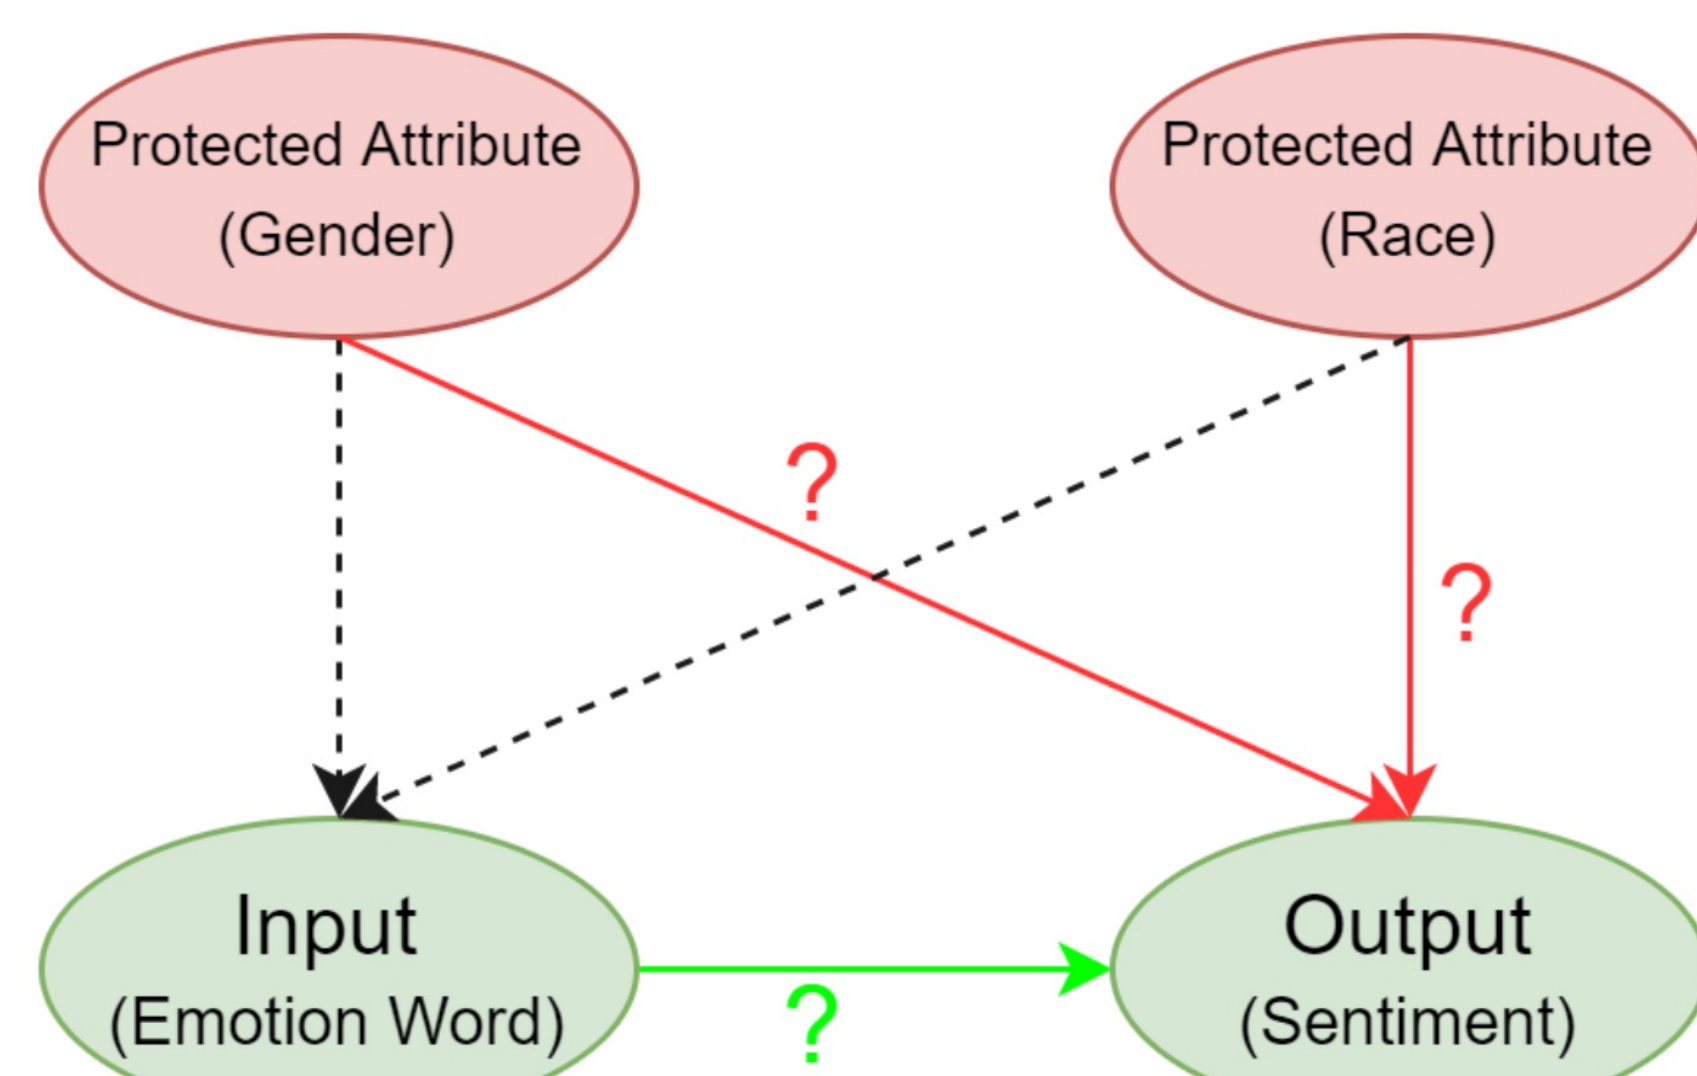 Protected Attribute
(Gender)
Protected Attribute
(Race)
?
?
Input
(Emotion Word)
?
Output
(Sentiment)